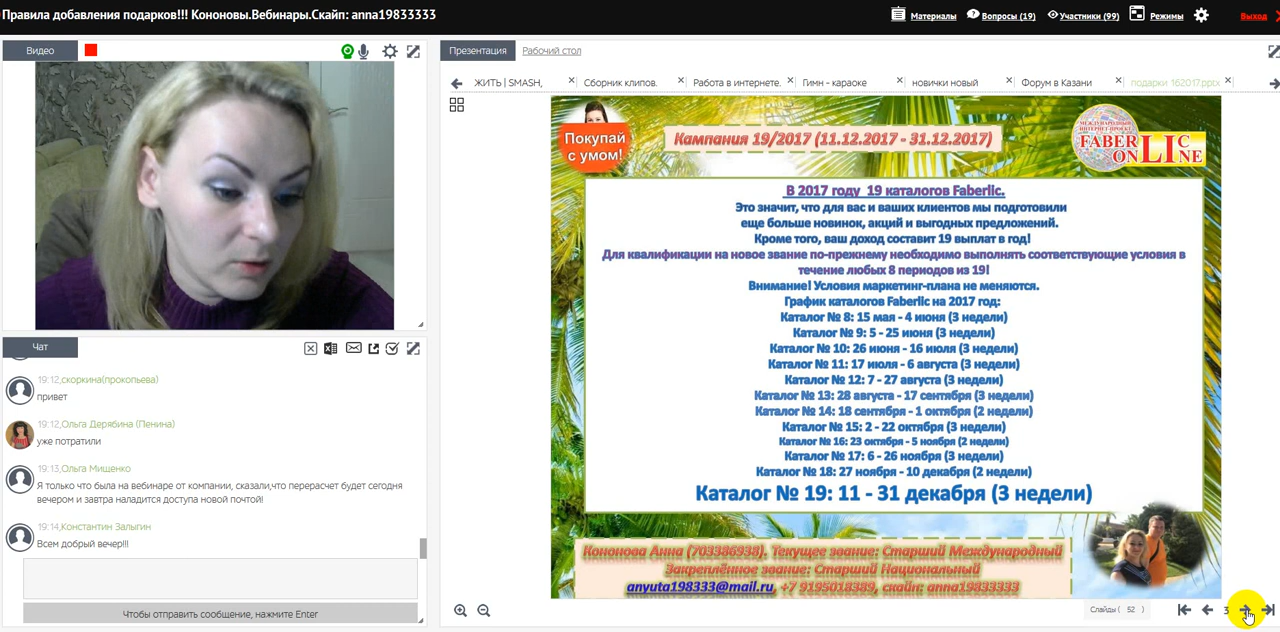 Правила добавления подарков!!! Кононовы.Вебинары.Скайп: anna19833333
Материалы
Вопросы (19)
Участники (99)
Режимы
Выход
Видео
Презентация
Рабочий стол
ЖИТЬ | SMASH,
Сборник клипов.
Работа в интернете.
Гимн - караоке
новички новый
Форум в Казани
подарки 162017.pptx
Покупай
с умом!
Кампания 19/2017 (11.12.2017 - 31.12.2017)
МЕЖДУНАРОДНЫЙ
ИНТЕРНЕТ-ПРОЕКТ
FABERLIC
ONLINE
В 2017 году 19 каталогов Faberlic.
Это значит, что для вас и ваших клиентов мы подготовили
еще больше новинок, акций и выгодных предложений.
Кроме того, ваш доход составит 19 выплат в год!
Для квалификации на новое звание по-прежнему необходимо выполнять соответствующие условия в
течение любых 8 периодов из 19!
Внимание! Условия маркетинг-плана не меняются.
График каталогов Faberlic на 2017 год:
Каталог № 8: 15 мая - 4 июня (3 недели)
Каталог № 9: 5 - 25 июня (3 недели)
Каталог № 10: 26 июня - 16 июля (3 недели)
Каталог № 11: 17 июля - 6 августа (3 недели)
Каталог № 12: 7 - 27 августа (3 недели)
Каталог № 13: 28 августа - 17 сентября (3 недели)
Каталог № 14: 18 сентября - 1 октября (2 недели)
Каталог № 15: 2 - 22 октября (3 недели)
Каталог № 16: 23 октября - 5 ноября (2 недели)
Каталог № 17: 6 - 26 ноября (3 недели)
Каталог № 18: 27 ноября - 10 декабря (2 недели)
Каталог № 19: 11 - 31 декабря (3 недели)
Кононова Анна (703386938). Текущее звание: Старший Международный
Закреплённое звание: Старший Национальный
anyuta198333@mail.ru, +7 9195018389, скайп: anna19833333
Слайды ( 52 )
3
Чат
19:12,скоркина(прокопьева)
привет
19:12,Ольга Дерябина (Пенина)
уже потратили
19:13,Ольга Мищенко
Я только что была на вебинаре от компании, сказали,что перерасчет будет сегодня
вечером и завтра наладится доступа новой почтой!
19:14,Константин Залыгин
Всем добрый вечер!!!
Чтобы отправить сообщение, нажмите Enter